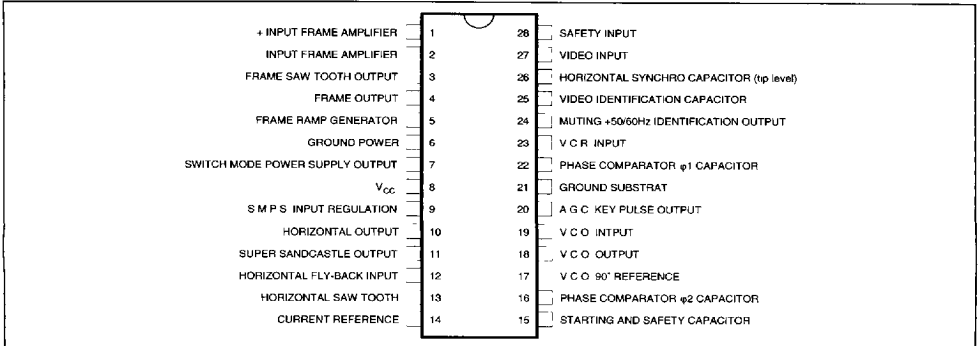 + INPUT FRAME AMPLIFIER 1 28 SAFETY INPUT
INPUT FRAME AMPLIFIER 2 27 VIDEO INPUT
FRAME SAW TOOTH OUTPUT 3 26 HORIZONTAL SYNCHRO CAPACITOR (tip level)
FRAME OUTPUT 4 25 VIDEO IDENTIFICATION CAPACITOR
FRAME RAMP GENERATOR 5 24 MUTING +50/60Hz IDENTIFICATION OUTPUT
GROUND POWER 6 23 V C R INPUT
SWITCH MODE POWER SUPPLY OUTPUT 7 22 PHASE COMPARATOR φ1 CAPACITOR
VCC 8 21 GROUND SUBSTRAT
S M P S INPUT REGULATION 9 20 A G C KEY PULSE OUTPUT
HORIZONTAL OUTPUT 10 19 V C O INTPUT
SUPER SANDCASTLE OUTPUT 11 18 V C O OUTPUT
HORIZONTAL FLY-BACK INPUT 12 17 V C O 90° REFERENCE
HORIZONTAL SAW TOOTH 13 16 PHASE COMPARATOR φ2 CAPACITOR
CURRENT REFERENCE 14 15 STARTING AND SAFETY CAPACITOR